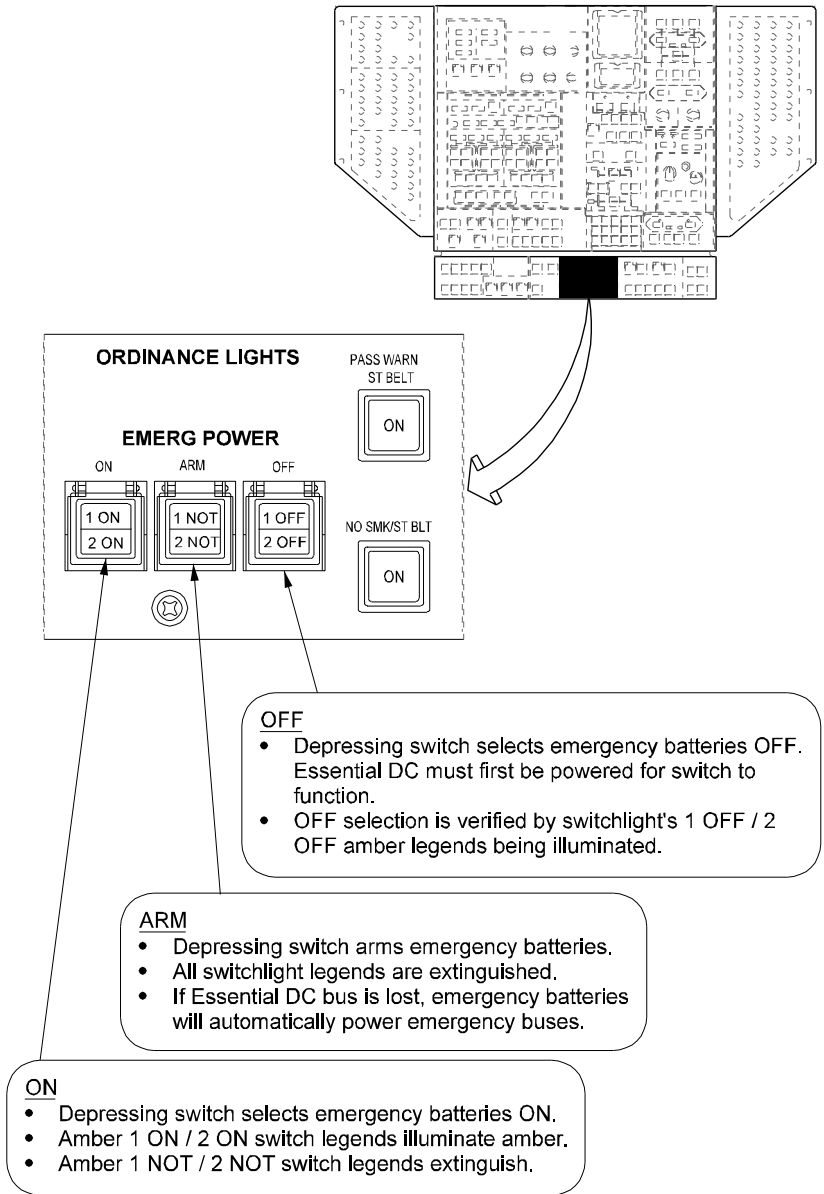 ORDINANCE LIGHTS
PASS WARN
ST BELT
ON
EMERG POWER
ON
ARM
OFF
1 ON
2 ON
1 NOT
2 NOT
1 OFF
2 OFF
NO SMK/ST BLT
ON
OFF
• Depressing switch selects emergency batteries OFF.
Essential DC must first be powered for switch to
function.
• OFF selection is verified by switchlight's 1 OFF / 2
OFF amber legends being illuminated.
ARM
• Depressing switch arms emergency batteries.
• All switchlight legends are extinguished.
• If Essential DC bus is lost, emergency batteries
will automatically power emergency buses.
ON
• Depressing switch selects emergency batteries ON.
• Amber 1 ON / 2 ON switch legends illuminate amber.
• Amber 1 NOT / 2 NOT switch legends extinguish.